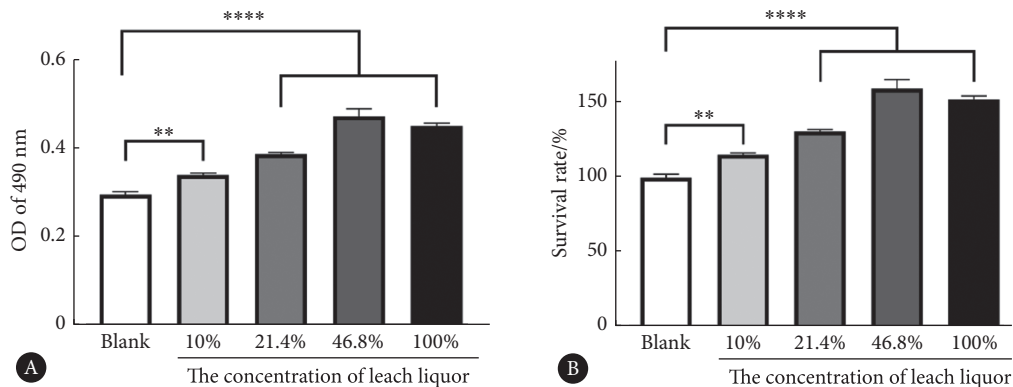 ****
0.6
**
0.4
OD of 490 nm
0.2
0
Blank 10% 21.4% 46.8% 100%
The concentration of leach liquor
A
****
150
**
100
Survival rate/%
50
0
Blank 10% 21.4% 46.8% 100%
The concentration of leach liquor
B